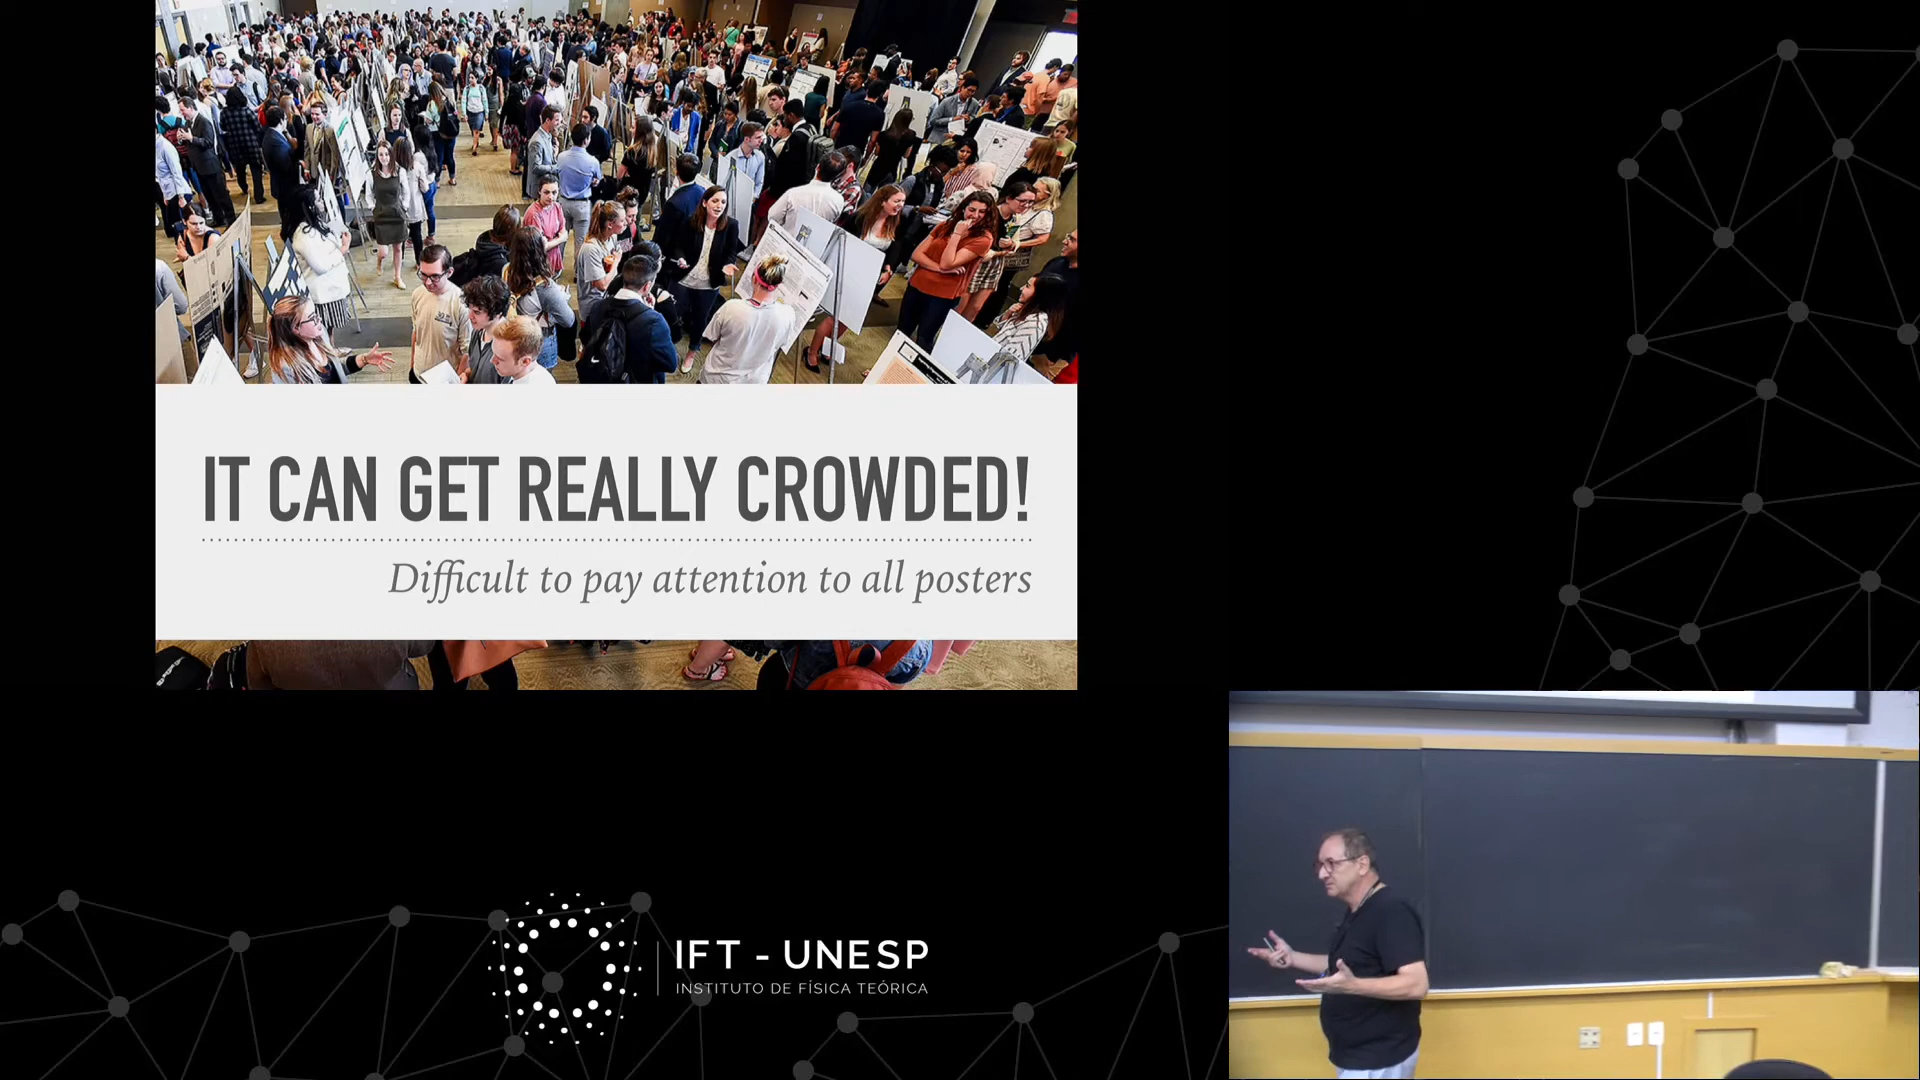 IT CAN GET REALLY CROWDED!
Difficult to pay attention to all posters
IFT - UNESP
INSTITUTO DE FÍSICA TEÓRICA